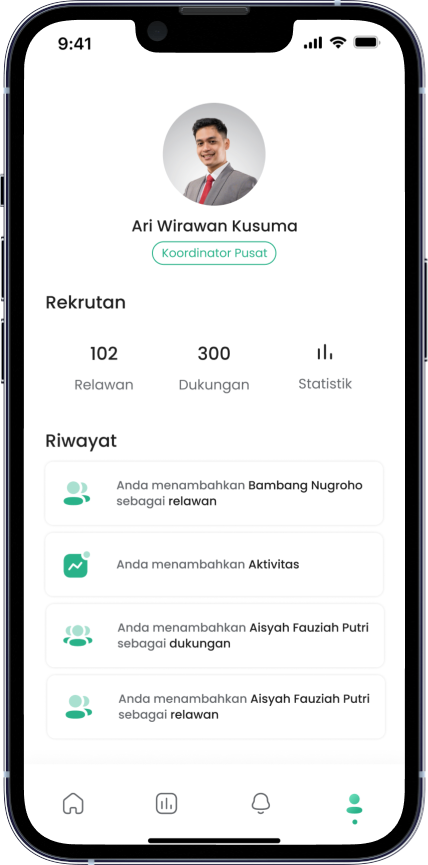 9:41
Ari Wirawan Kusuma
Koordinator Pusat
Rekrutan
102 300
Relawan Dukungan Statistik
Riwayat
Anda menambahkan Bambang Nugroho
sebagai relawan
Anda menambahkan Aktivitas
Anda menambahkan Aisyah Fauziah Putri
sebagai dukungan
Anda menambahkan Aisyah Fauziah Putri
sebagai relawan